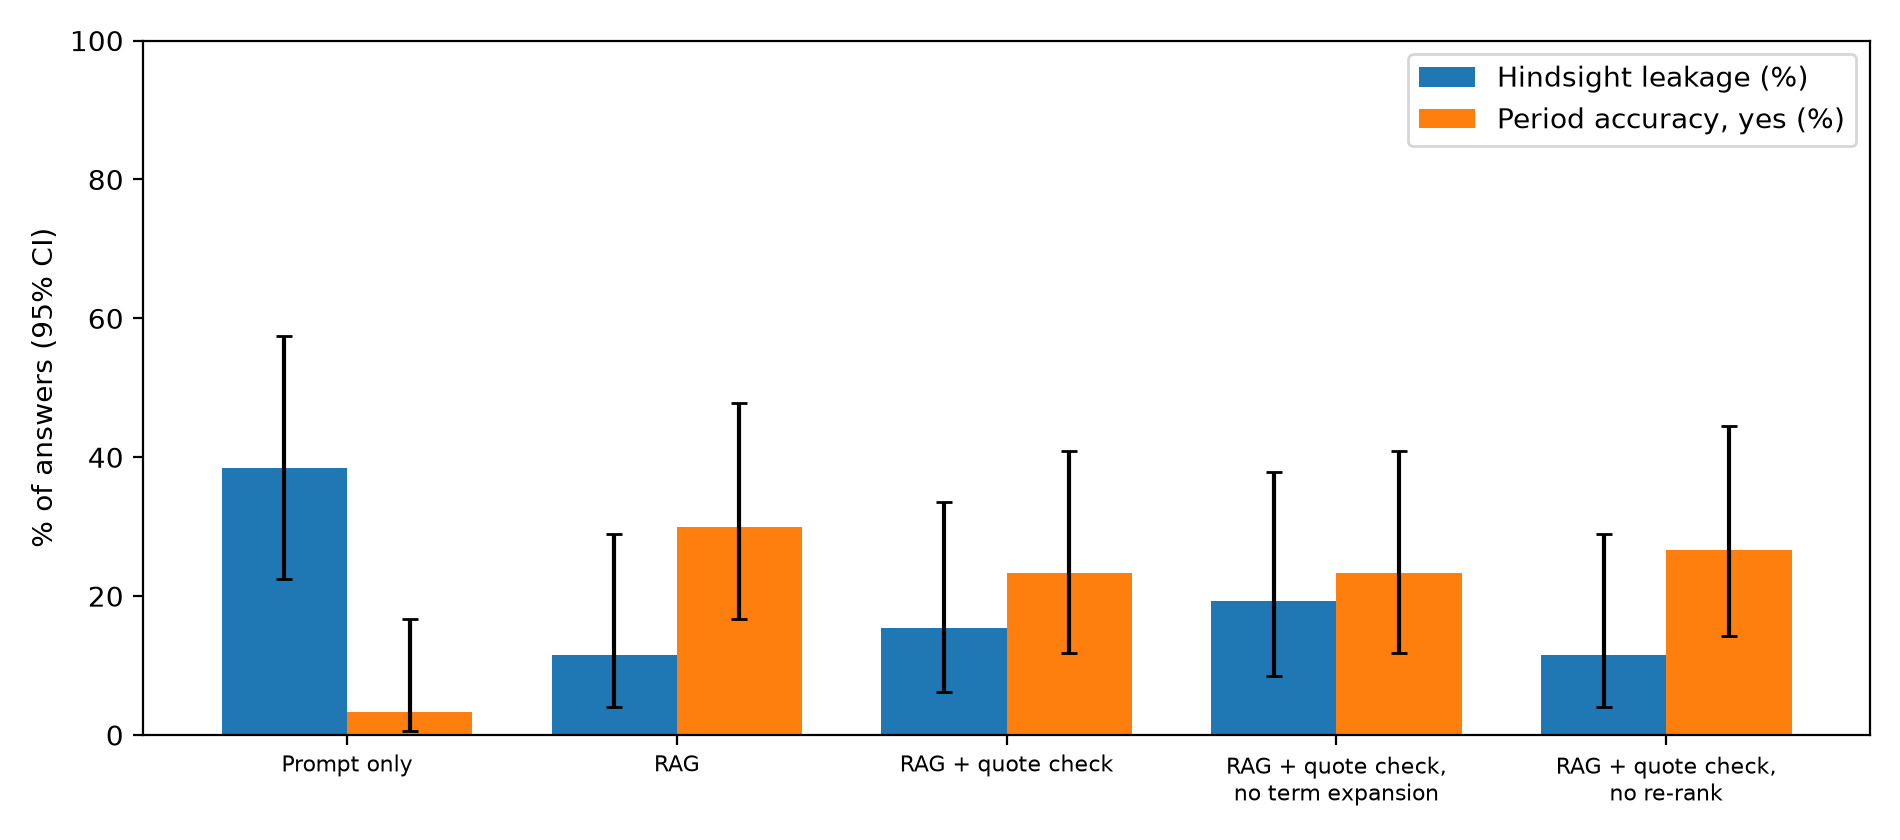 100
80
60
40
20
0
% of answers (95% CI)
Hindsight leakage (%)
Period accuracy, yes (%)
Prompt only
RAG
RAG + quote check
RAG + quote check,
no term expansion
RAG + quote check,
no re-rank